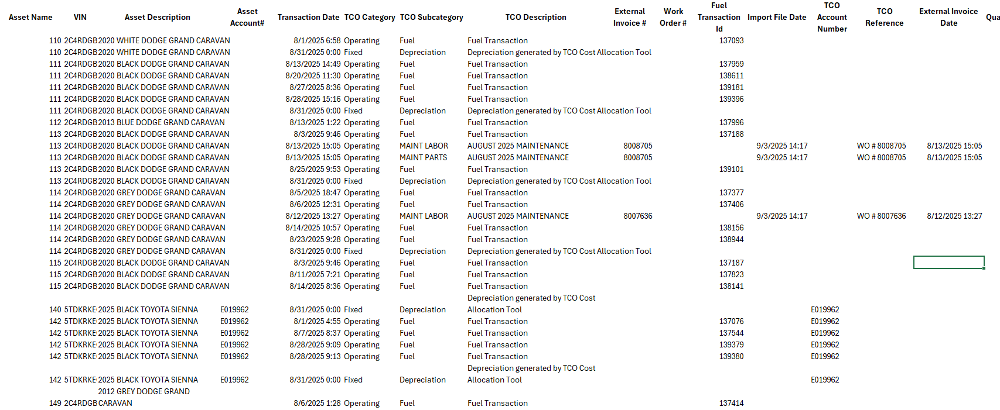 Asset Name VIN Asset Description Asset Account# Transaction Date TCO Category TCO Subcategory TCO Description External Invoice # Work Order # Fuel Transaction Id Import File Date TCO Account Number TCO Reference External Invoice Date Qua
110 2C4RDGB 2020 WHITE DODGE GRAND CARAVAN 8/1/2025 6:58 Operating Fuel Fuel Transaction 137093
110 2C4RDGB 2020 WHITE DODGE GRAND CARAVAN 8/31/2025 0:00 Fixed Depreciation Depreciation generated by TCO Cost Allocation Tool
111 2C4RDGB 2020 BLACK DODGE GRAND CARAVAN 8/13/2025 14:49 Operating Fuel Fuel Transaction 137959
111 2C4RDGB 2020 BLACK DODGE GRAND CARAVAN 8/20/2025 11:30 Operating Fuel Fuel Transaction 138611
111 2C4RDGB 2020 BLACK DODGE GRAND CARAVAN 8/27/2025 8:36 Operating Fuel Fuel Transaction 139181
111 2C4RDGB 2020 BLACK DODGE GRAND CARAVAN 8/28/2025 15:16 Operating Fuel Fuel Transaction 139396
111 2C4RDGB 2020 BLACK DODGE GRAND CARAVAN 8/31/2025 0:00 Fixed Depreciation Depreciation generated by TCO Cost Allocation Tool
112 2C4RDGB 2013 BLUE DODGE GRAND CARAVAN 8/13/2025 1:22 Operating Fuel Fuel Transaction 137996
113 2C4RDGB 2020 BLACK DODGE GRAND CARAVAN 8/3/2025 9:46 Operating Fuel Fuel Transaction 137188
113 2C4RDGB 2020 BLACK DODGE GRAND CARAVAN 8/13/2025 15:05 Operating MAINT LABOR AUGUST 2025 MAINTENANCE 8008705 9/3/2025 14:17 WO # 8008705 8/13/2025 15:05
113 2C4RDGB 2020 BLACK DODGE GRAND CARAVAN 8/13/2025 15:05 Operating MAINT PARTS AUGUST 2025 MAINTENANCE 8008705 9/3/2025 14:17 WO # 8008705 8/13/2025 15:05
113 2C4RDGB 2020 BLACK DODGE GRAND CARAVAN 8/25/2025 9:53 Operating Fuel Fuel Transaction 139101
113 2C4RDGB 2020 BLACK DODGE GRAND CARAVAN 8/31/2025 0:00 Fixed Depreciation Depreciation generated by TCO Cost Allocation Tool
114 2C4RDGB 2020 GREY DODGE GRAND CARAVAN 8/5/2025 18:47 Operating Fuel Fuel Transaction 137377
114 2C4RDGB 2020 GREY DODGE GRAND CARAVAN 8/6/2025 12:31 Operating Fuel Fuel Transaction 137406
114 2C4RDGB 2020 GREY DODGE GRAND CARAVAN 8/12/2025 13:27 Operating MAINT LABOR AUGUST 2025 MAINTENANCE 8007636 9/3/2025 14:17 WO # 8007636 8/12/2025 13:27
114 2C4RDGB 2020 GREY DODGE GRAND CARAVAN 8/14/2025 10:57 Operating Fuel Fuel Transaction 138156
114 2C4RDGB 2020 GREY DODGE GRAND CARAVAN 8/23/2025 9:28 Operating Fuel Fuel Transaction 138944
114 2C4RDGB 2020 GREY DODGE GRAND CARAVAN 8/31/2025 0:00 Fixed Depreciation Depreciation generated by TCO Cost Allocation Tool
115 2C4RDGB 2020 BLACK DODGE GRAND CARAVAN 8/3/2025 9:46 Operating Fuel Fuel Transaction 137187
115 2C4RDGB 2020 BLACK DODGE GRAND CARAVAN 8/11/2025 7:21 Operating Fuel Fuel Transaction 137823
115 2C4RDGB 2020 BLACK DODGE GRAND CARAVAN 8/14/2025 8:36 Operating Fuel Fuel Transaction 138141
Depreciation generated by TCO Cost
140 5TDKRKE 2025 BLACK TOYOTA SIENNA E019962 8/31/2025 0:00 Fixed Depreciation Allocation Tool E019962
142 5TDKRKE 2025 BLACK TOYOTA SIENNA E019962 8/1/2025 4:55 Operating Fuel Fuel Transaction 137076 E019962
142 5TDKRKE 2025 BLACK TOYOTA SIENNA E019962 8/7/2025 8:37 Operating Fuel Fuel Transaction 137544 E019962
142 5TDKRKE 2025 BLACK TOYOTA SIENNA E019962 8/28/2025 9:09 Operating Fuel Fuel Transaction 139379 E019962
142 5TDKRKE 2025 BLACK TOYOTA SIENNA E019962 8/28/2025 9:13 Operating Fuel Fuel Transaction 139380 E019962
Depreciation generated by TCO Cost
142 5TDKRKE 2025 BLACK TOYOTA SIENNA E019962 8/31/2025 0:00 Fixed Depreciation Allocation Tool E019962
2012 GREY DODGE GRAND
149 2C4RDGB CARAVAN 8/6/2025 1:28 Operating Fuel Fuel Transaction 137414